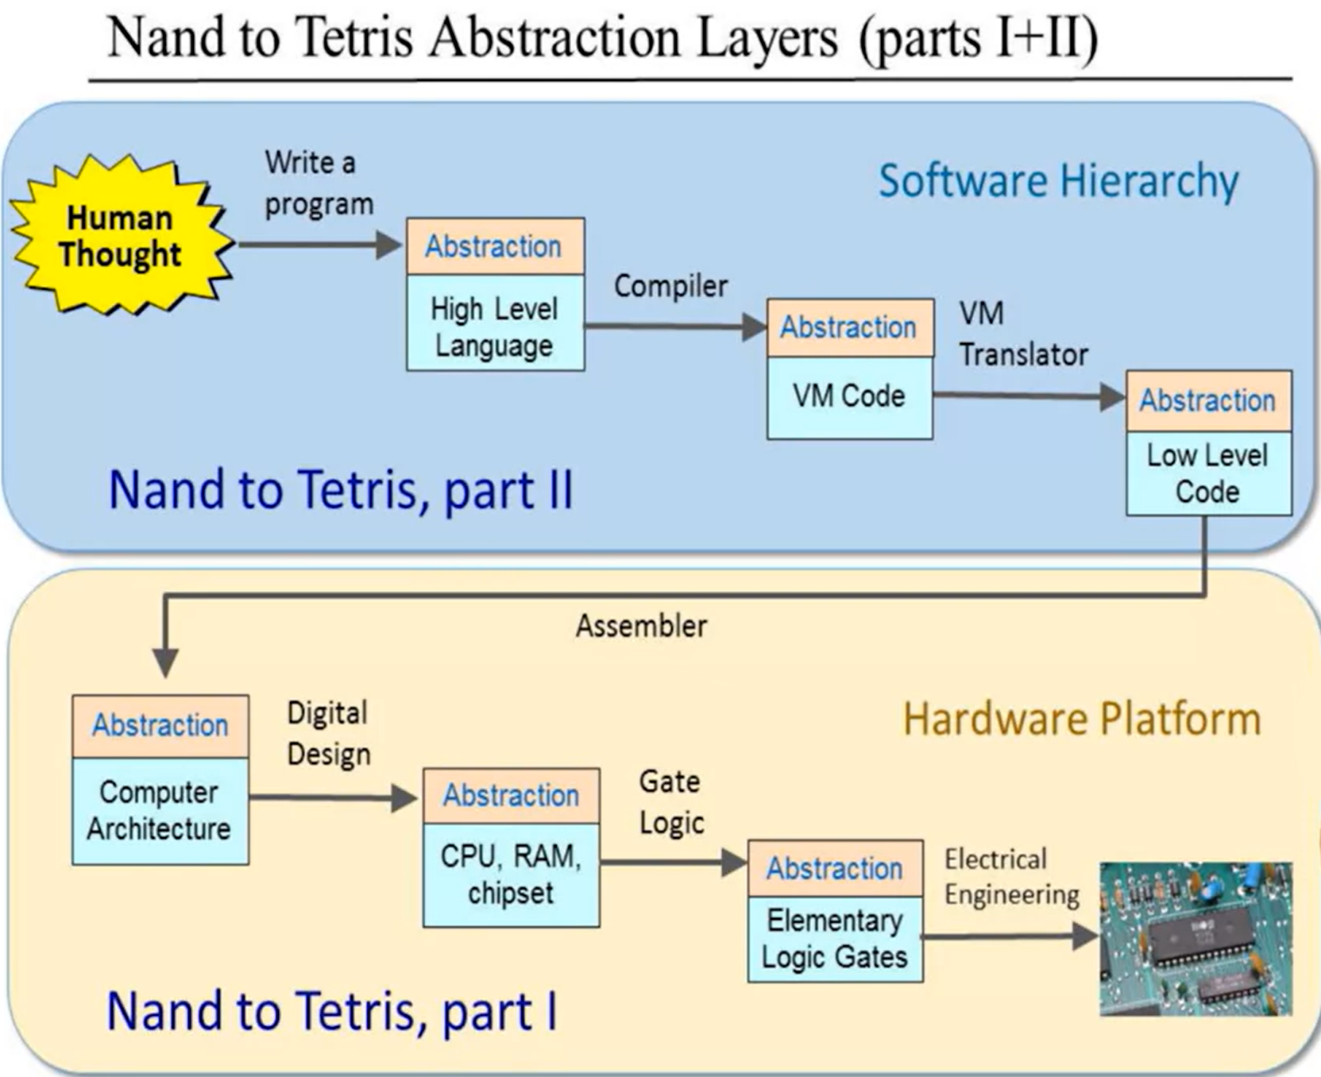 Nand to Tetris Abstraction Layers (parts I+II)
Software Hierarchy
Human
Thought
Write a
program
Abstraction
High Level
Language
Compiler
Abstraction
VM Code
VM
Translator
Abstraction
Low Level
Code
Nand to Tetris, part II
Assembler
Hardware Platform
Abstraction
Computer
Architecture
Digital
Design
Abstraction
CPU, RAM,
chipset
Gate
Logic
Abstraction
Elementary
Logic Gates
Electrical
Engineering
Nand to Tetris, part I